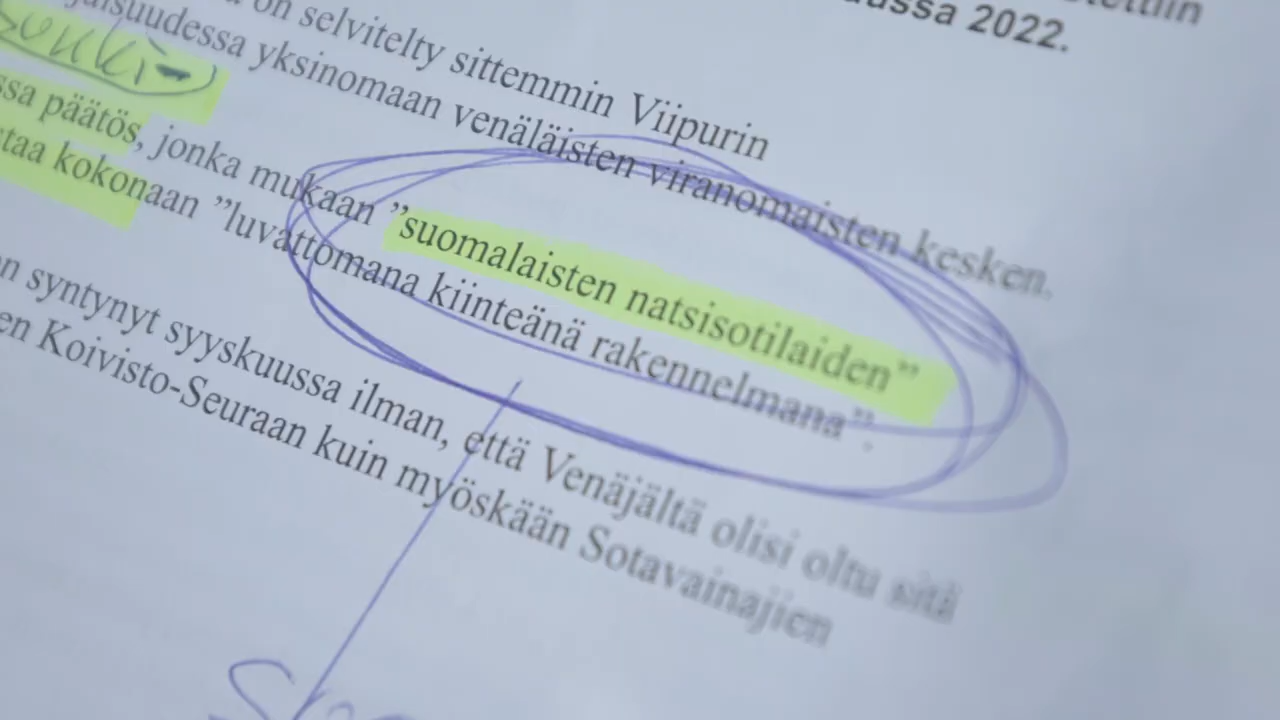 2022.
on selvitelty sittemmin Viipurin
yksinomaan venäläisten viranomaisten kesken.
päätös, jonka mukaan ”suomalaisten natsisotilaiden”
kokonaan ”luvattomana kiinteänä rakennelmana”.
syntynyt syyskuussa ilman, että Venäjältä olisi oltu sitä
Koivisto-Seuraan kuin myöskään Sotavainajien